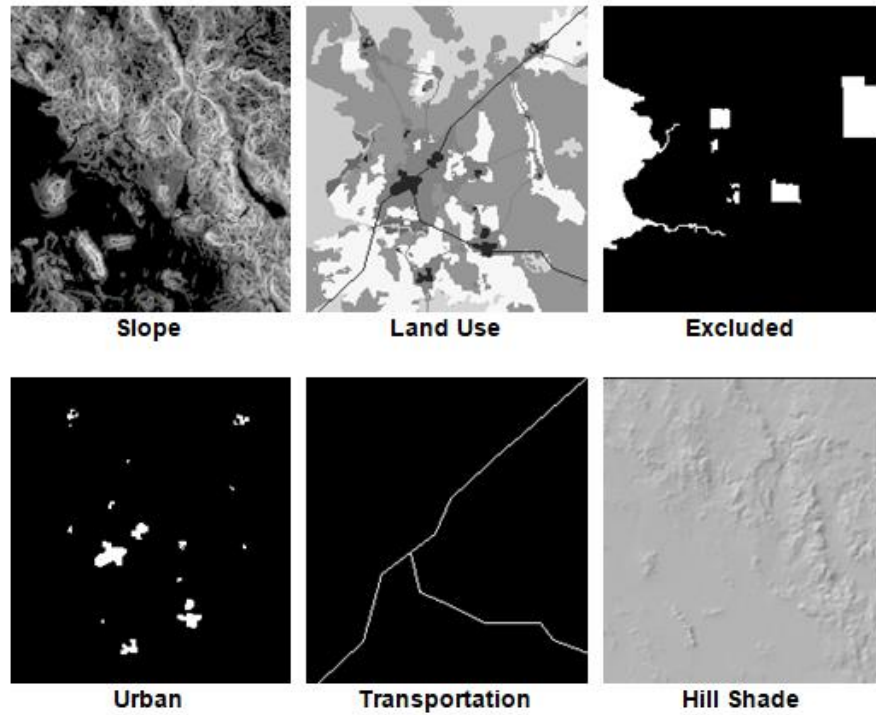 Slope
Land Use
Excluded
Urban
Transportation
Hill Shade